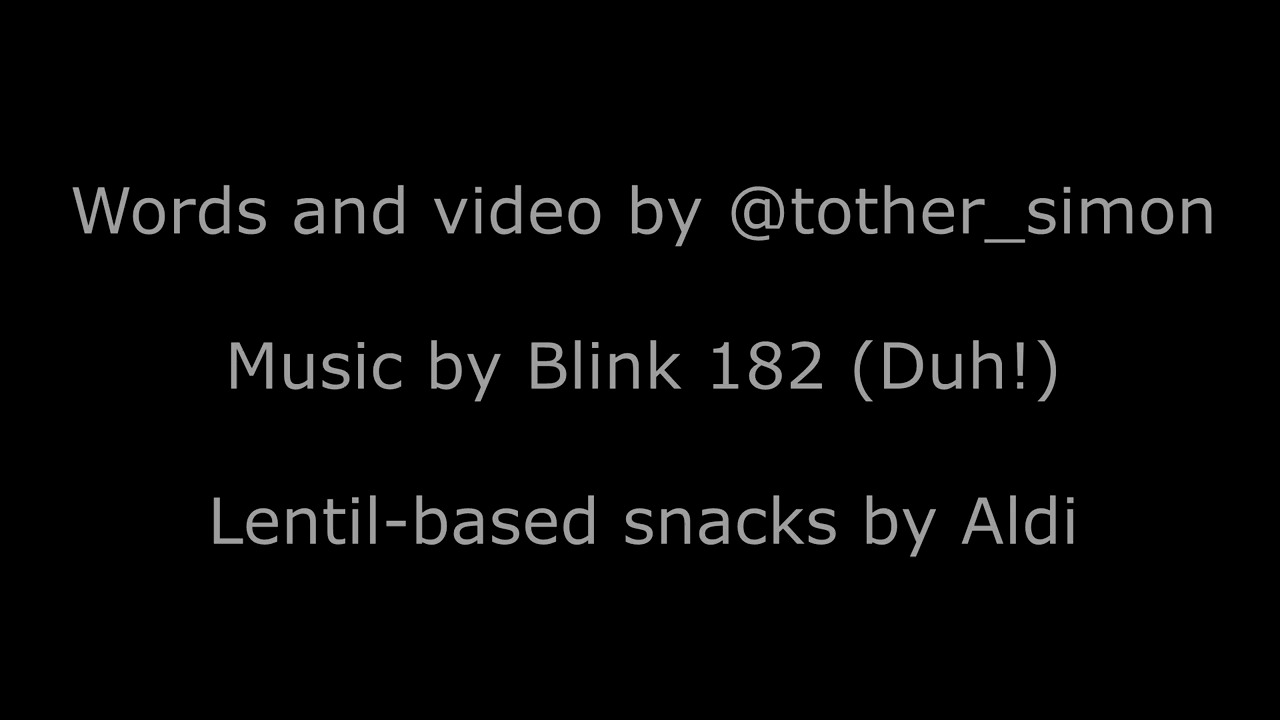 Words and video by @tother_simon
Music by Blink 182 (Duh!)
Lentil-based snacks by Aldi